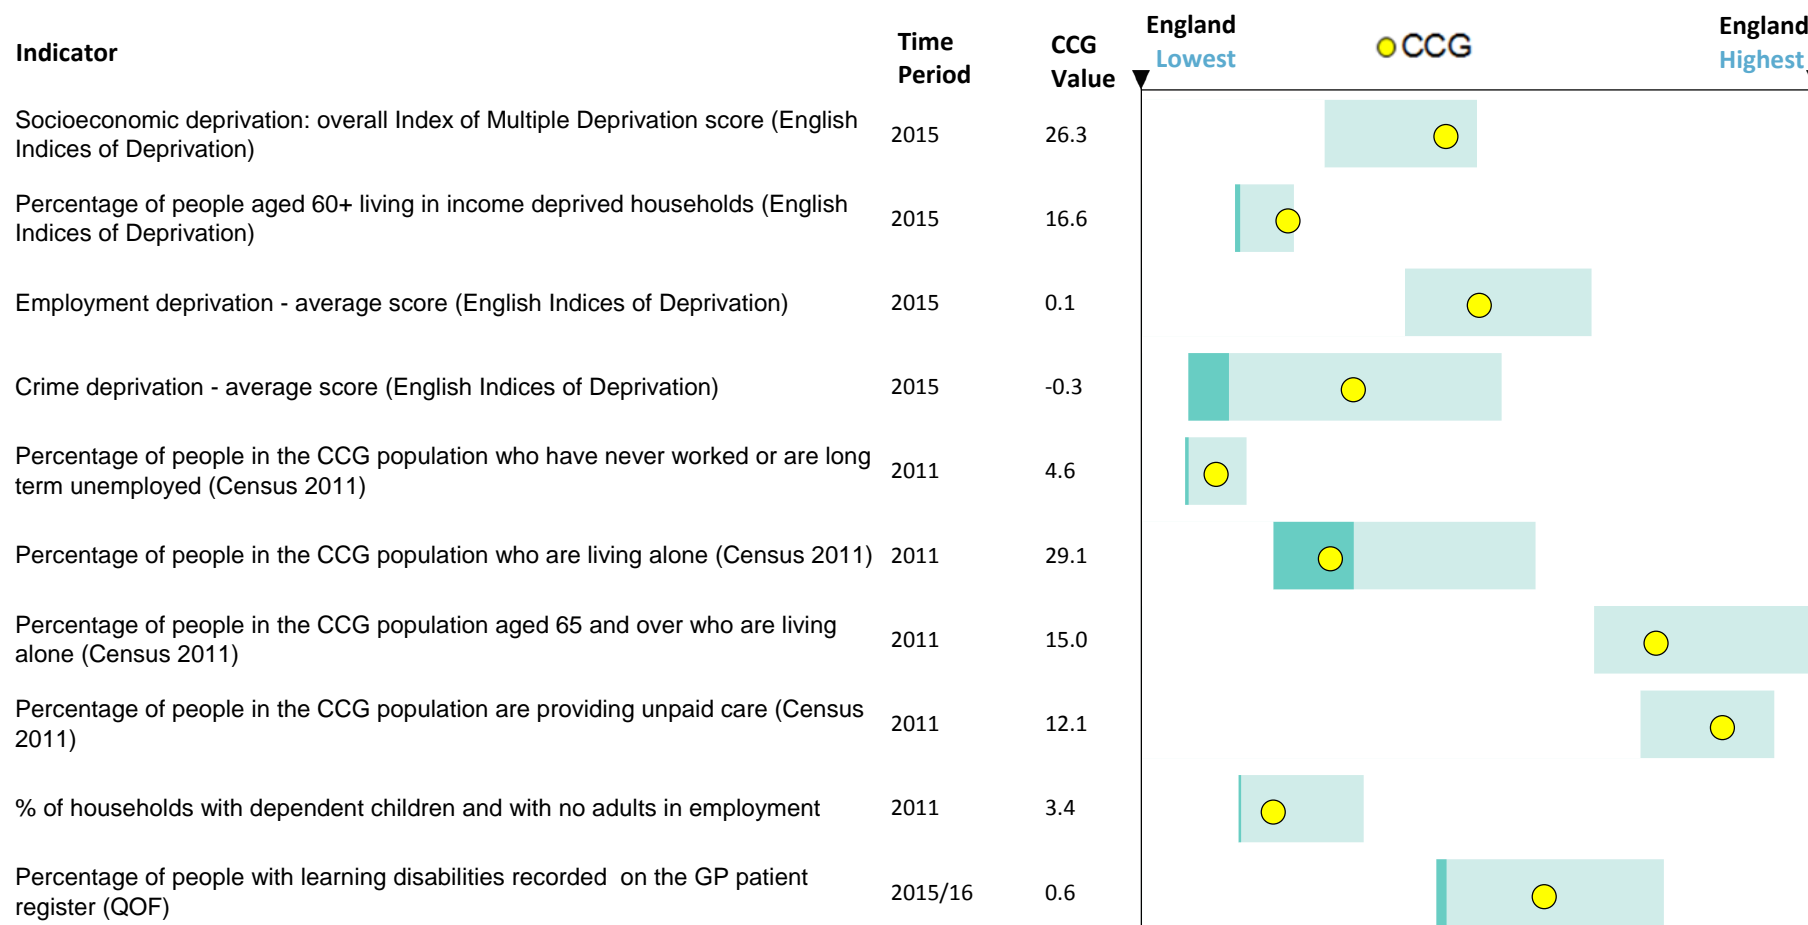 Indicator
Time
Period
CCG
Value
England
Lowest
CCG
England
Highest
Socioeconomic deprivation: overall Index of Multiple Deprivation score (English
Indices of Deprivation)
2015
26.3
Percentage of people aged 60+ living in income deprived households (English
Indices of Deprivation)
2015
16.6
Employment deprivation - average score (English Indices of Deprivation)
2015
0.1
Crime deprivation - average score (English Indices of Deprivation)
2015
-0.3
Percentage of people in the CCG population who have never worked or are long
term unemployed (Census 2011)
2011
4.6
Percentage of people in the CCG population who are living alone (Census 2011)
2011
29.1
Percentage of people in the CCG population aged 65 and over who are living
alone (Census 2011)
2011
15.0
Percentage of people in the CCG population are providing unpaid care (Census
2011)
2011
12.1
% of households with dependent children and with no adults in employment
2011
3.4
Percentage of people with learning disabilities recorded  on the GP patient
register (QOF)
2015/16
0.6